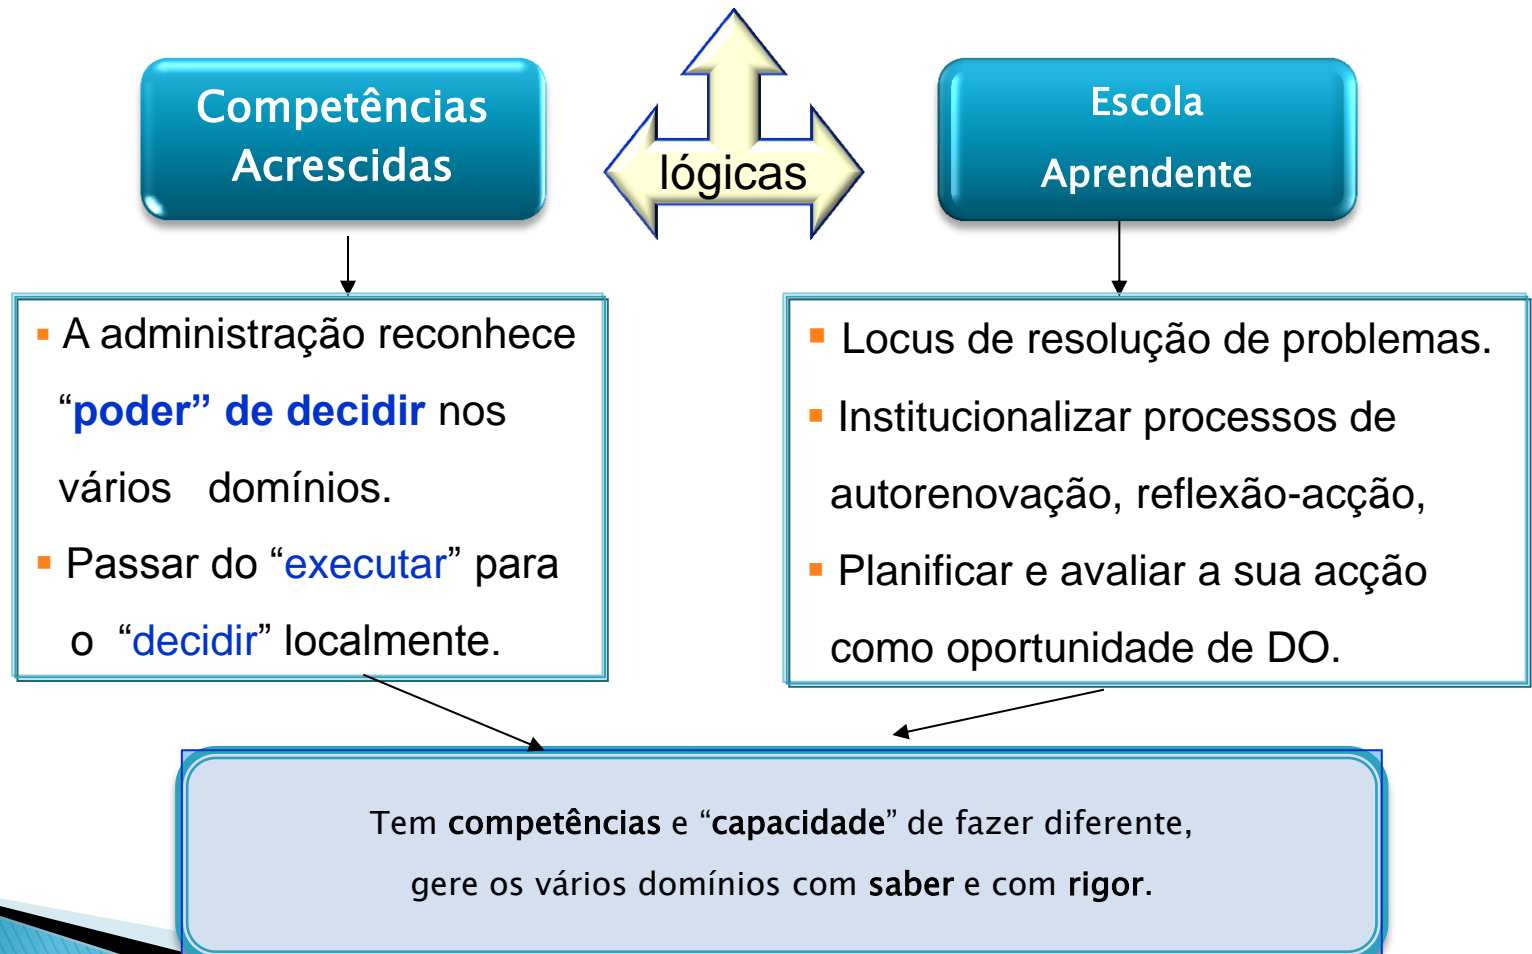 Competências
Acrescidas
lógicas
Escola
Aprendente
▪ A administração reconhece
“poder” de decidir nos
vários domínios.
▪ Passar do “executar” para
o “decidir” localmente.
▪ Locus de resolução de problemas.
▪ Institucionalizar processos de
autorenovação, reflexão-acção,
▪ Planificar e avaliar a sua acção
como oportunidade de DO.
Tem competências e “capacidade” de fazer diferente,
gere os vários domínios com saber e com rigor.